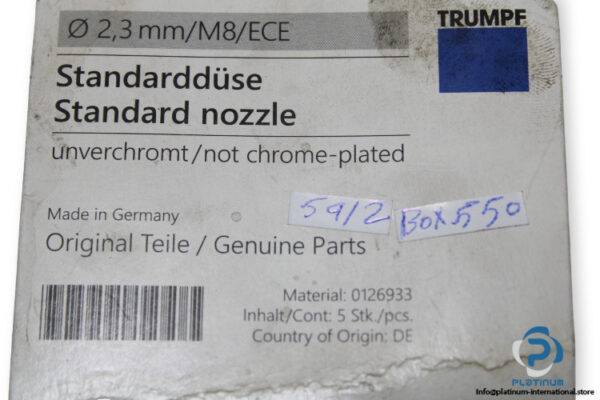 Ø 2,3 mm/M8/ECE
TRUMPF
Standarddüse
Standard nozzle
unverchromt/not chrome-plated
Made in Germany
59/2
BOX550
Original Teile / Genuine Parts
Material: 0126933
Inhalt/Cont: 5 Stk./pcs.
Country of Origin: DE
PLATINUM
Info@platinum-international.store